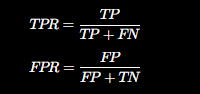 TPR = TP / (TP + FN)
FPR = FP / (FP + TN)